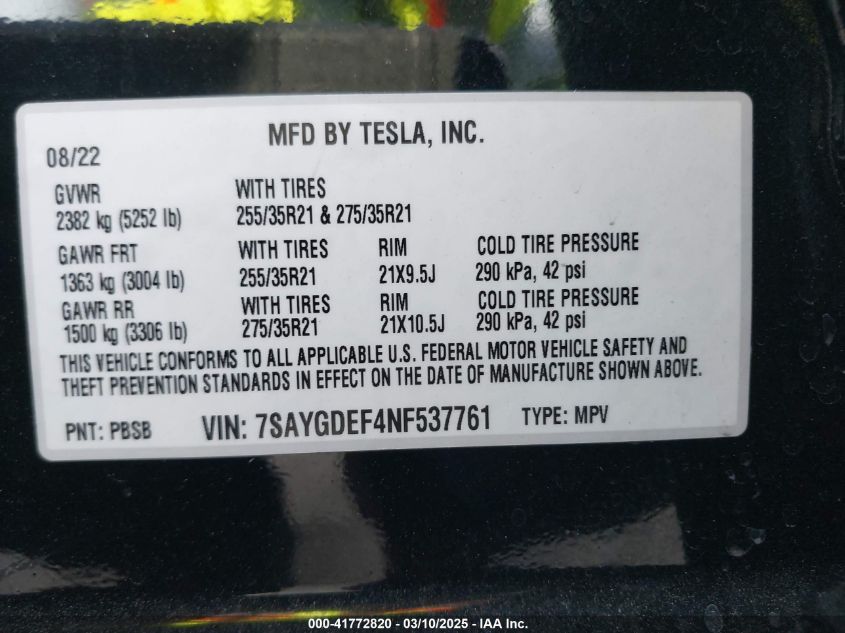 MFD BY TESLA, INC.
08/22
GVWR WITH TIRES
2382 kg (5252 lb) 255/35R21 & 275/35R21
GAWR FRT WITH TIRES RIM COLD TIRE PRESSURE
1363 kg (3004 lb) 255/35R21 21X9.5J 290 kPa, 42 psi
GAWR RR WITH TIRES RIM COLD TIRE PRESSURE
1500 kg (3306 lb) 275/35R21 21X10.5J 290 kPa, 42 psi
THIS VEHICLE CONFORMS TO ALL APPLICABLE U.S. FEDERAL MOTOR VEHICLE SAFETY AND
THEFT PREVENTION STANDARDS IN EFFECT ON THE DATE OF MANUFACTURE SHOWN ABOVE.
PNT: PBSB VIN: 7SAYGDEF4NF537761 TYPE: MPV
000-41772820 — 03/10/2025 — IAA Inc.